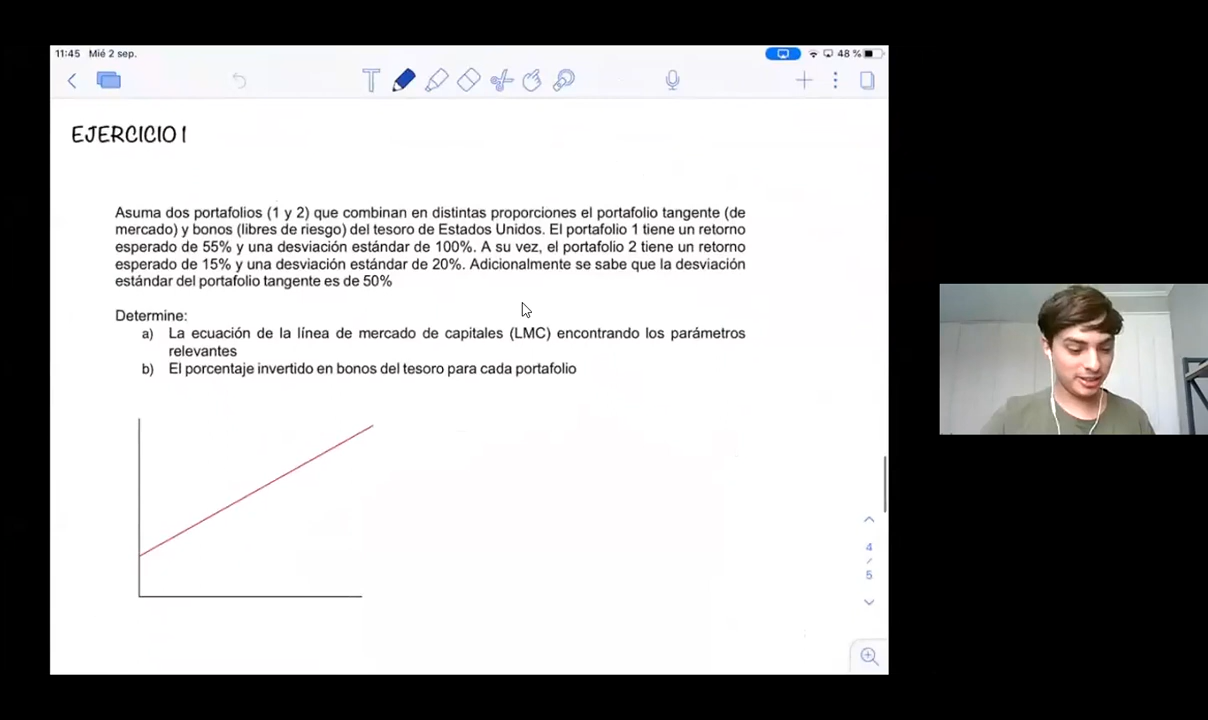 11:45 Mié 2 sep.
48 %
T
EJERCICIO 1
Asuma dos portafolios (1 y 2) que combinan en distintas proporciones el portafolio tangente (de
mercado) y bonos (libres de riesgo) del tesoro de Estados Unidos. El portafolio 1 tiene un retorno
esperado de 55% y una desviación estándar de 100%. A su vez, el portafolio 2 tiene un retorno
esperado de 15% y una desviación estándar de 20%. Adicionalmente se sabe que la desviación
estándar del portafolio tangente es de 50%
Determine:
a) La ecuación de la línea de mercado de capitales (LMC) encontrando los parámetros
relevantes
b) El porcentaje invertido en bonos del tesoro para cada portafolio
4
/
5